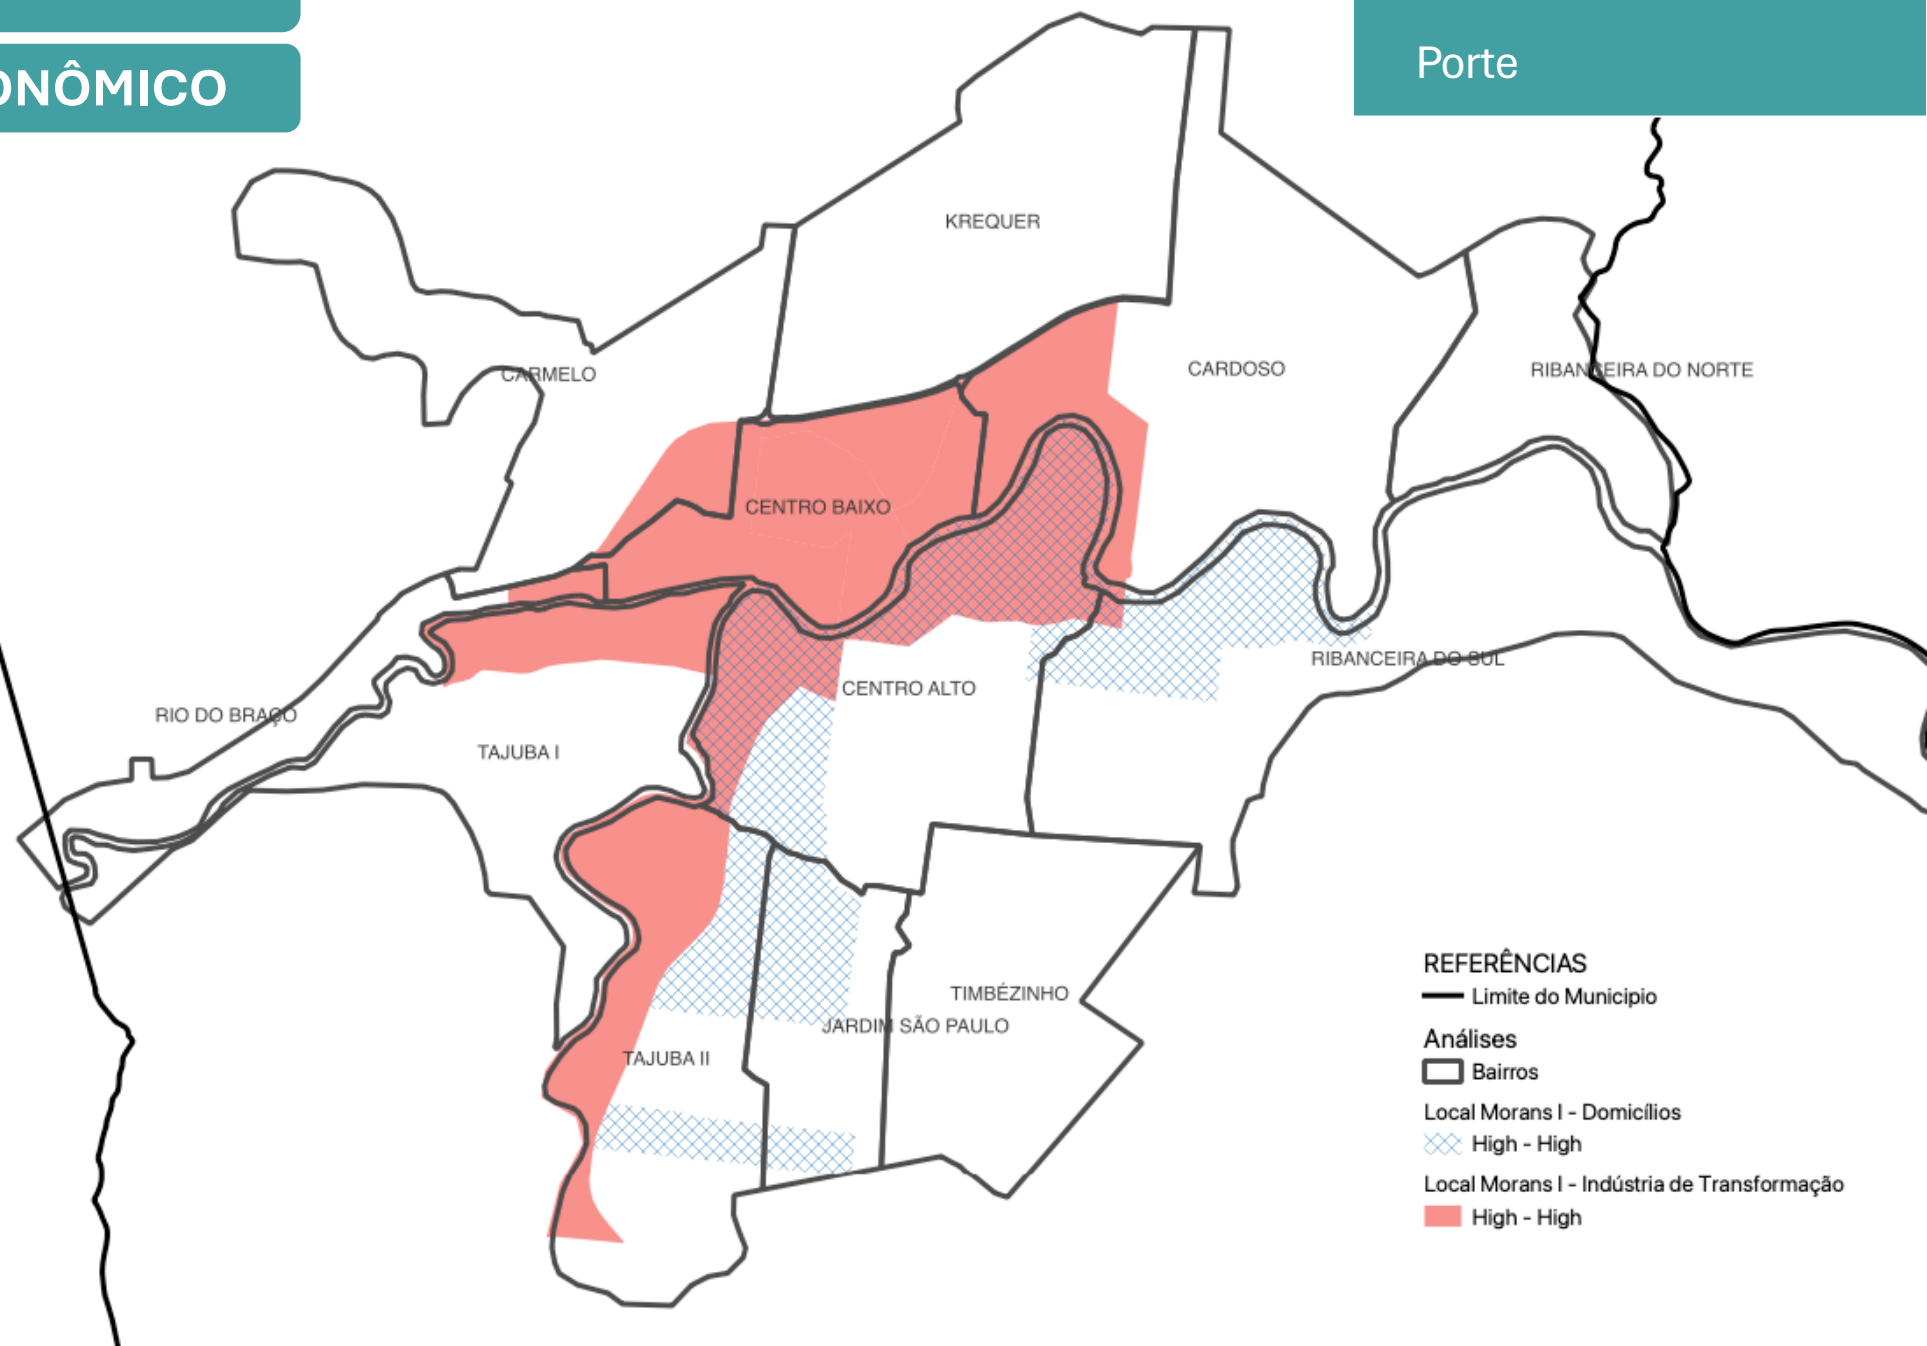 ONÔMICO
Porte
KREQUER
CARMELO
CARDOSO
RIBANCEIRA DO NORTE
CENTRO BAIXO
RIBANCEIRA DO SUL
CENTRO ALTO
RIO DO BRAÇO
TAJUBA I
TIMBÉZINHO
JARDIM SÃO PAULO
TAJUBA II
REFERÊNCIAS
Limite do Municipio
Análises
Bairros
Local Morans I - Domicílios
High - High
Local Morans I - Indústria de Transformação
High - High